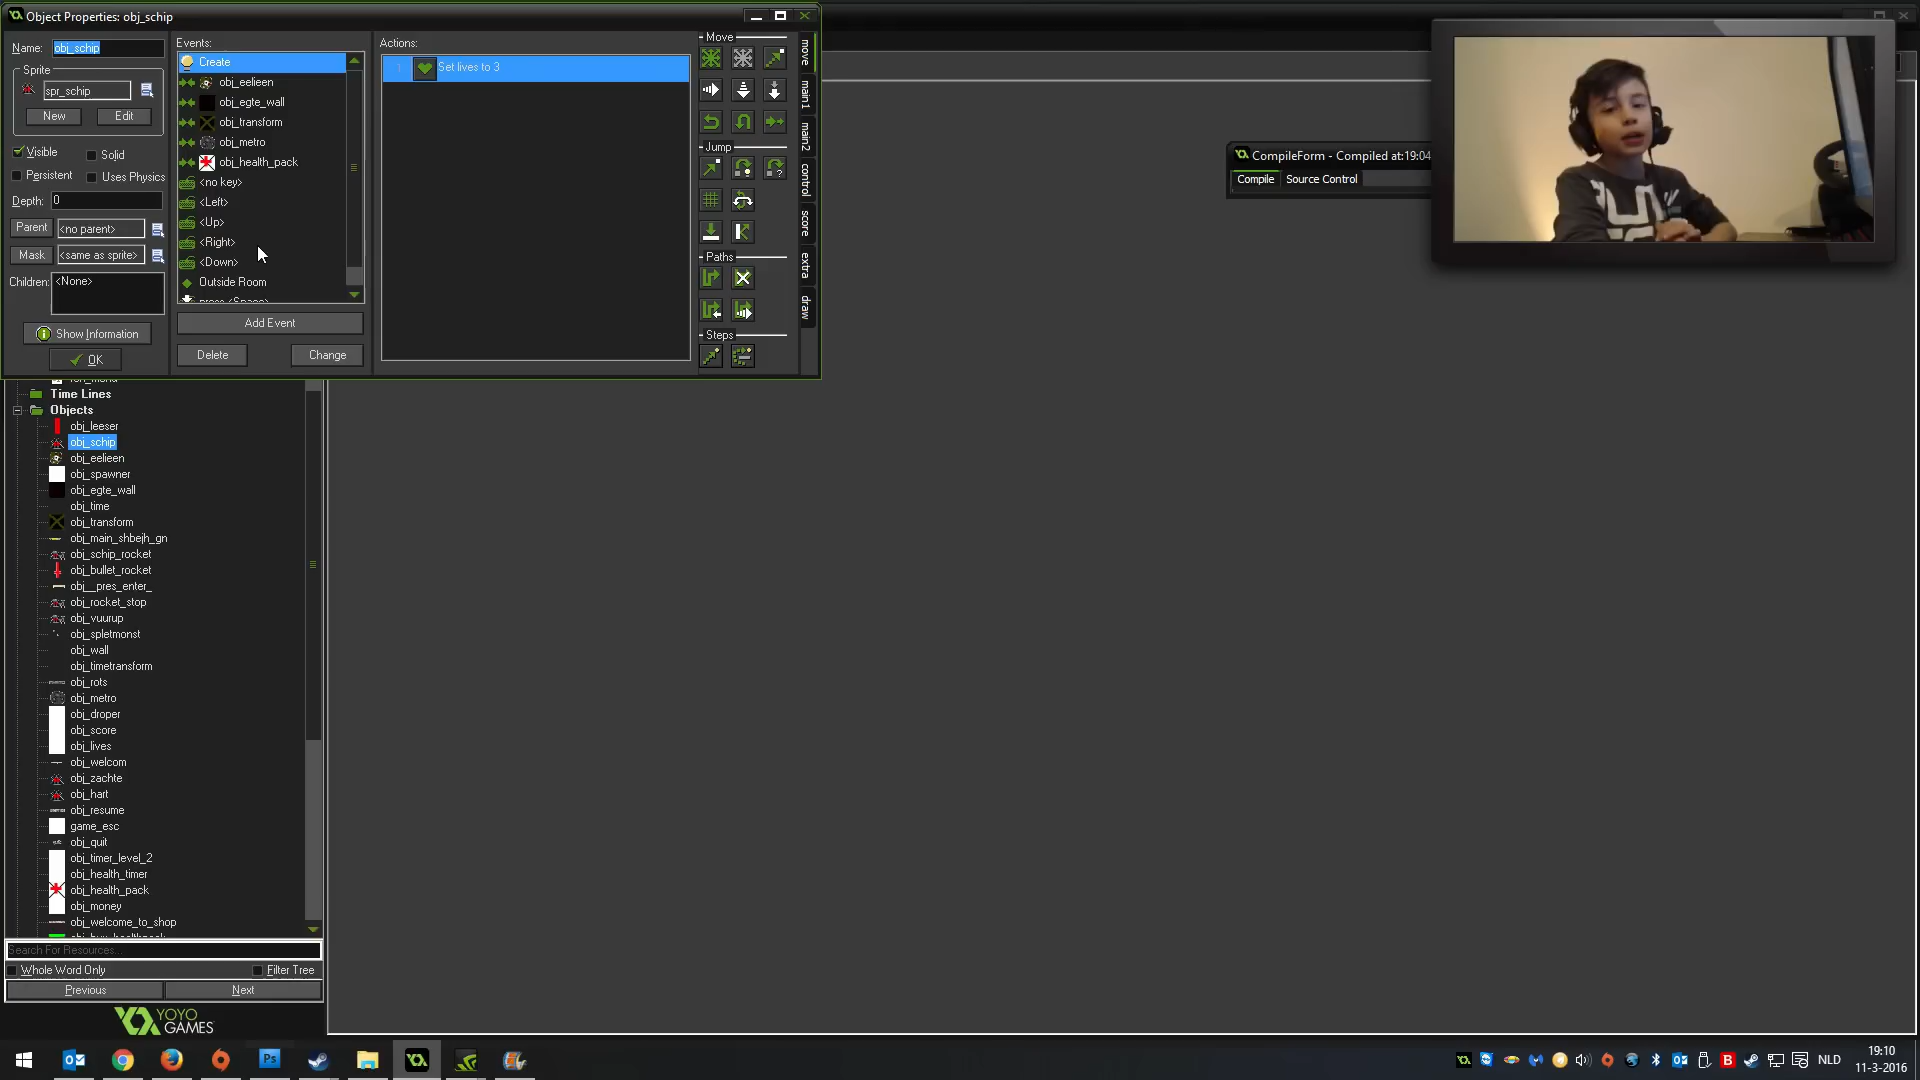 Object Properties: obj_schip
Name: obj_schip
Sprite
spr_schip
New Edit
Visible Solid
Persistent Uses Physics
Depth: 0
Parent <no parent>
Mask <same as sprite>
Children: <None>
Show Information
OK
Events:
Create
obj_eelieen
obj_egte_wall
obj_transform
obj_metro
obj_health_pack
<no key>
<Left>
<Up>
<Right>
<Down>
Outside Room
press <Space>
Add Event
Delete Change
Actions:
1 Set lives to 3
Move
Jump
Paths
Steps
move
main1
main2
control
score
extra
draw
CompileForm - Compiled at:19:04
Compile Source Control
Time Lines
Objects
obj_leeser
obj_schip
obj_eelieen
obj_spawner
obj_egte_wall
obj_time
obj_transform
obj_main_shbejh_gn
obj_schip_rocket
obj_bullet_rocket
obj__pres_enter_
obj_rocket_stop
obj_vuurup
obj_spletmonst
obj_wall
obj_timetransform
obj_rots
obj_metro
obj_droper
obj_score
obj_lives
obj_welcom
obj_zachte
obj_hart
obj_resume
game_esc
obj_quit
obj_timer_level_2
obj_health_timer
obj_health_pack
obj_money
obj_welcome_to_shop
Search For Resources...
Whole Word Only Filter Tree
Previous Next
YOYO
GAMES
Ps
NLD
19:10
11-3-2016